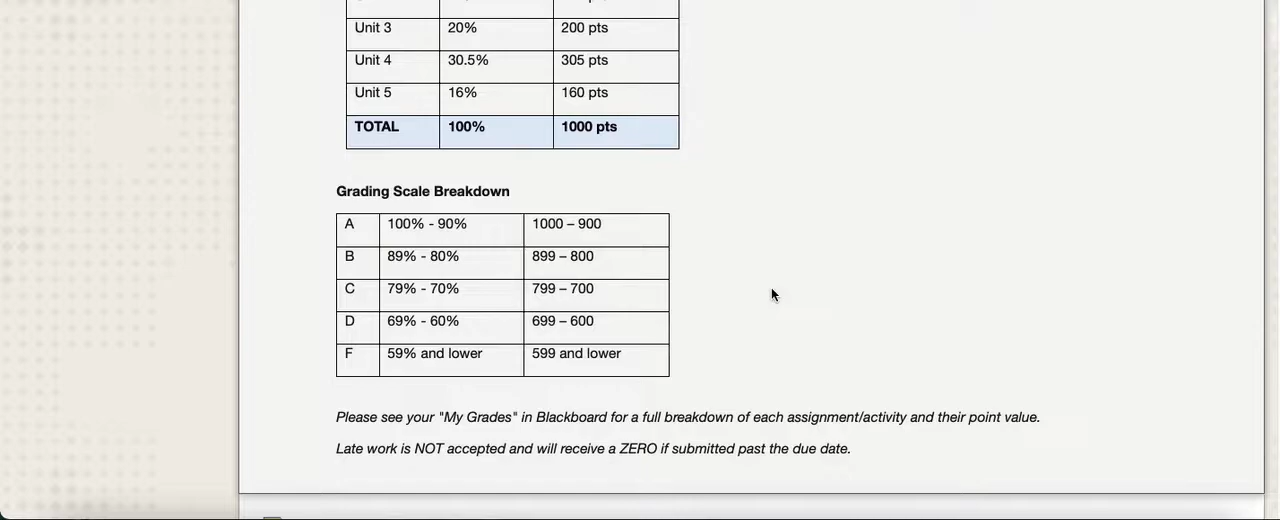 Unit 3 20% 200 pts
Unit 4 30.5% 305 pts
Unit 5 16% 160 pts
TOTAL 100% 1000 pts
Grading Scale Breakdown
A 100% - 90% 1000 – 900
B 89% - 80% 899 – 800
C 79% - 70% 799 – 700
D 69% - 60% 699 – 600
F 59% and lower 599 and lower
Please see your "My Grades" in Blackboard for a full breakdown of each assignment/activity and their point value.
Late work is NOT accepted and will receive a ZERO if submitted past the due date.